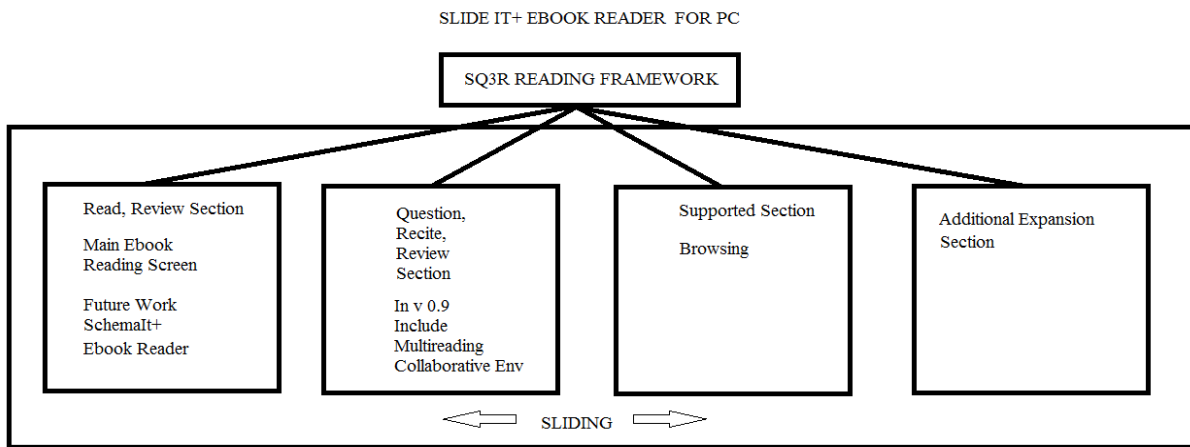 SLIDE IT+ EBOOK READER FOR PC
SQ3R READING FRAMEWORK
Read, Review Section
Main Ebook
Reading Screen
Future Work
SchemaIt+
Ebook Reader
Question,
Recite,
Review
Section
In v 0.9
Include
Multireading
Collaborative Env
Supported Section
Browsing
Additional Expansion
Section
SLIDING